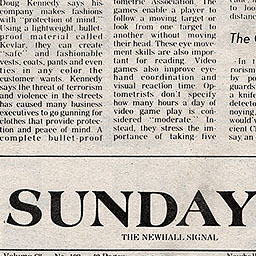 Doug Kennedy says his
company makes fashions
with "protection of mind."
Using a lightweight, bullet-
proof material called
Kevlar, they can create
"safe" and fashionable
vests, coats, pants and even
ties in any color the
customer wants. Kennedy
says the threat of terrorism
and violence in the streets
has caused many business
executives to go gunning for
clothes that provide protec-
tion and peace of mind. A
complete bullet-proof
tometric Association. The
games enable a player to
follow a moving target or
look from one target to
another without moving
their head. These eye move-
ment skills are also impor-
tant for reading. Video
games also improve eye-
hand coordination and
visual reaction time. Op-
tometrists don't specify
how many hours a day of
video game play is con-
sidered "moderate." In-
stead, they stress the im-
portance of taking five
distance
The
In
rorism
by p
guards
a knife
detecto
noying
would'v
cient (T
say an
SUNDAY
THE NEWHALL SIGNAL